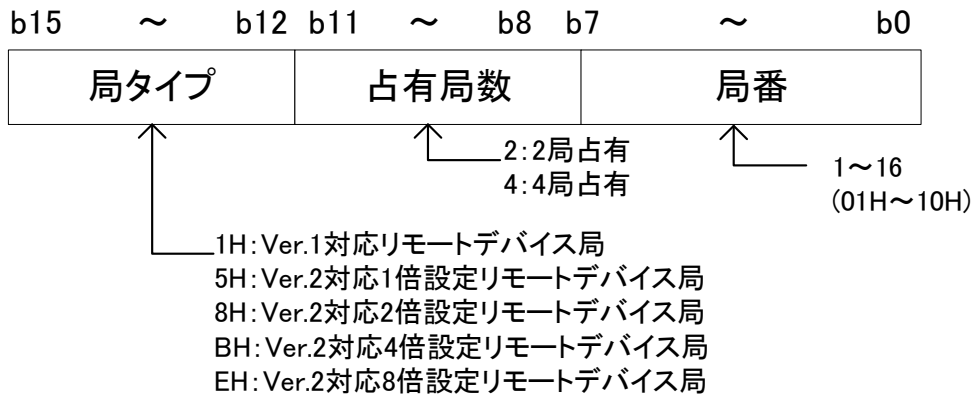 b15 ～ b12 b11 ～ b8 b7 ～ b0
局タイプ 占有局数 局番
2：2局占有
4：4局占有
1～16
(01H～10H)
1H：Ver.1対応リモートデバイス局
5H：Ver.2対応1倍設定リモートデバイス局
8H：Ver.2対応2倍設定リモートデバイス局
BH：Ver.2対応4倍設定リモートデバイス局
EH：Ver.2対応8倍設定リモートデバイス局